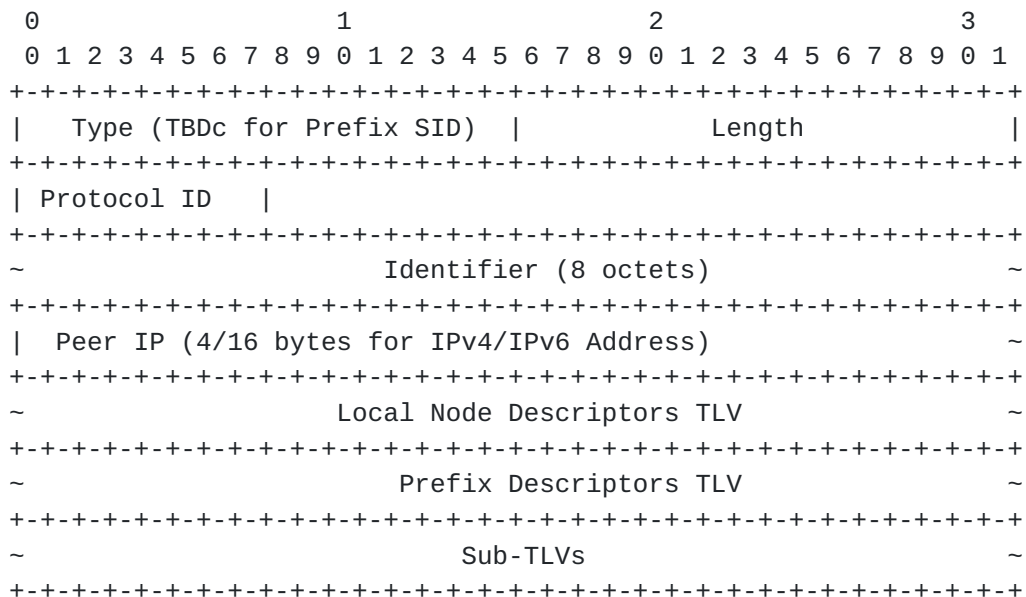 0                   1                   2                   3
 0 1 2 3 4 5 6 7 8 9 0 1 2 3 4 5 6 7 8 9 0 1 2 3 4 5 6 7 8 9 0 1
+-+-+-+-+-+-+-+-+-+-+-+-+-+-+-+-+-+-+-+-+-+-+-+-+-+-+-+-+-+-+-+-+
|   Type (TBDc for Prefix SID)  |            Length             |
+-+-+-+-+-+-+-+-+-+-+-+-+-+-+-+-+-+-+-+-+-+-+-+-+-+-+-+-+-+-+-+-+
| Protocol ID   |
+-+-+-+-+-+-+-+-+-+-+-+-+-+-+-+-+-+-+-+-+-+-+-+-+-+-+-+-+-+-+-+-+
~                       Identifier (8 octets)                   ~
+-+-+-+-+-+-+-+-+-+-+-+-+-+-+-+-+-+-+-+-+-+-+-+-+-+-+-+-+-+-+-+-+
|  Peer IP (4/16 bytes for IPv4/IPv6 Address)                   ~
+-+-+-+-+-+-+-+-+-+-+-+-+-+-+-+-+-+-+-+-+-+-+-+-+-+-+-+-+-+-+-+-+
~                    Local Node Descriptors TLV                 ~
+-+-+-+-+-+-+-+-+-+-+-+-+-+-+-+-+-+-+-+-+-+-+-+-+-+-+-+-+-+-+-+-+
~                        Prefix Descriptors TLV                 ~
+-+-+-+-+-+-+-+-+-+-+-+-+-+-+-+-+-+-+-+-+-+-+-+-+-+-+-+-+-+-+-+-+
~                            Sub-TLVs                           ~
+-+-+-+-+-+-+-+-+-+-+-+-+-+-+-+-+-+-+-+-+-+-+-+-+-+-+-+-+-+-+-+-+